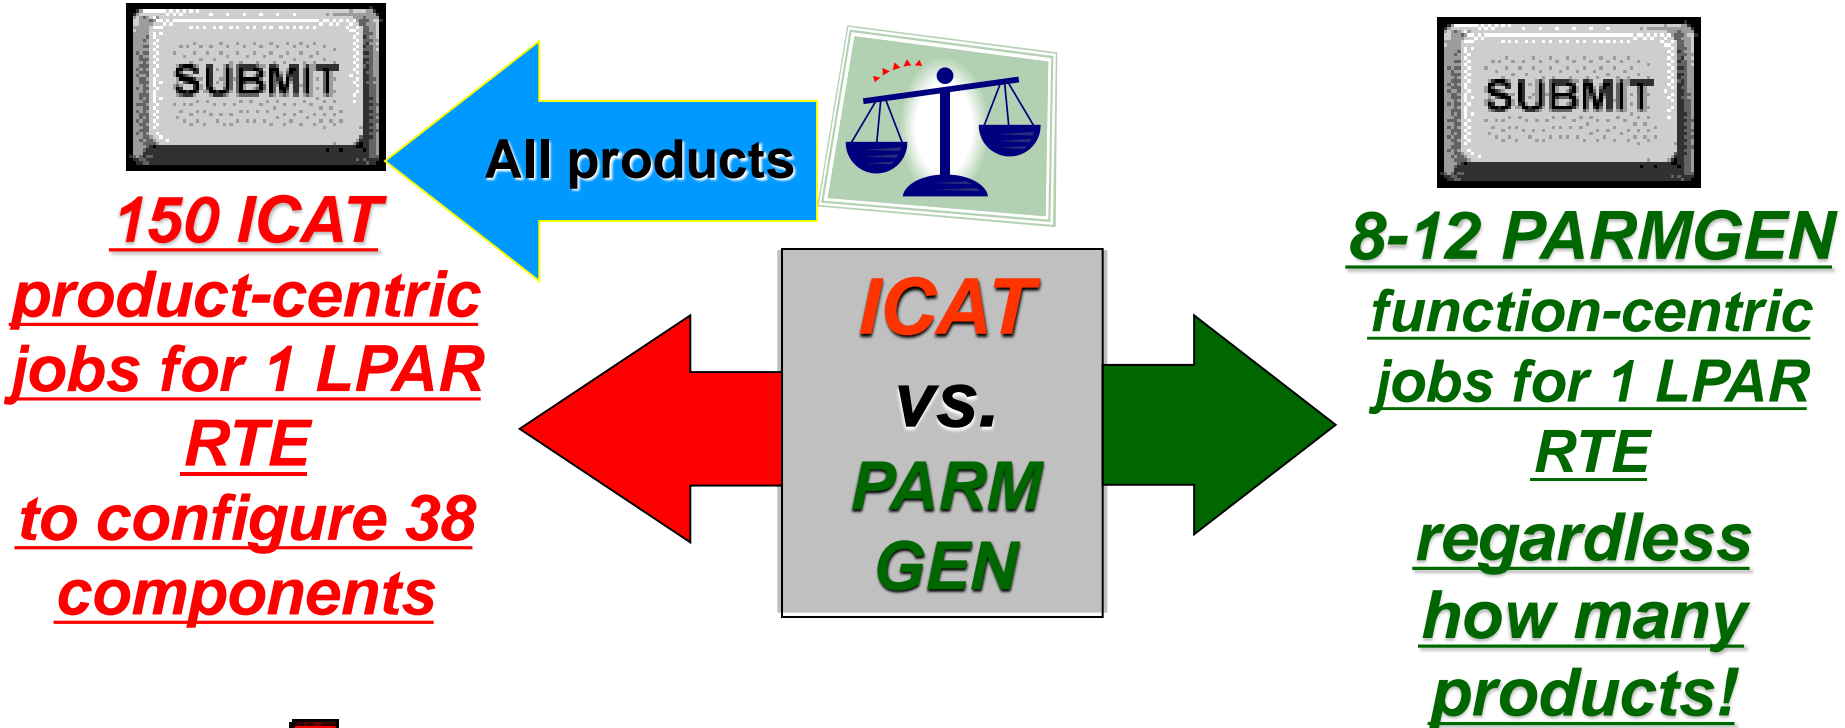 SUBMIT
150 ICAT
product-centric
jobs for 1 LPAR
RTE
to configure 38
components
All products
ICAT
vs.
PARM
GEN
SUBMIT
8-12 PARMGEN
function-centric
jobs for 1 LPAR
RTE
regardless
how many
products!